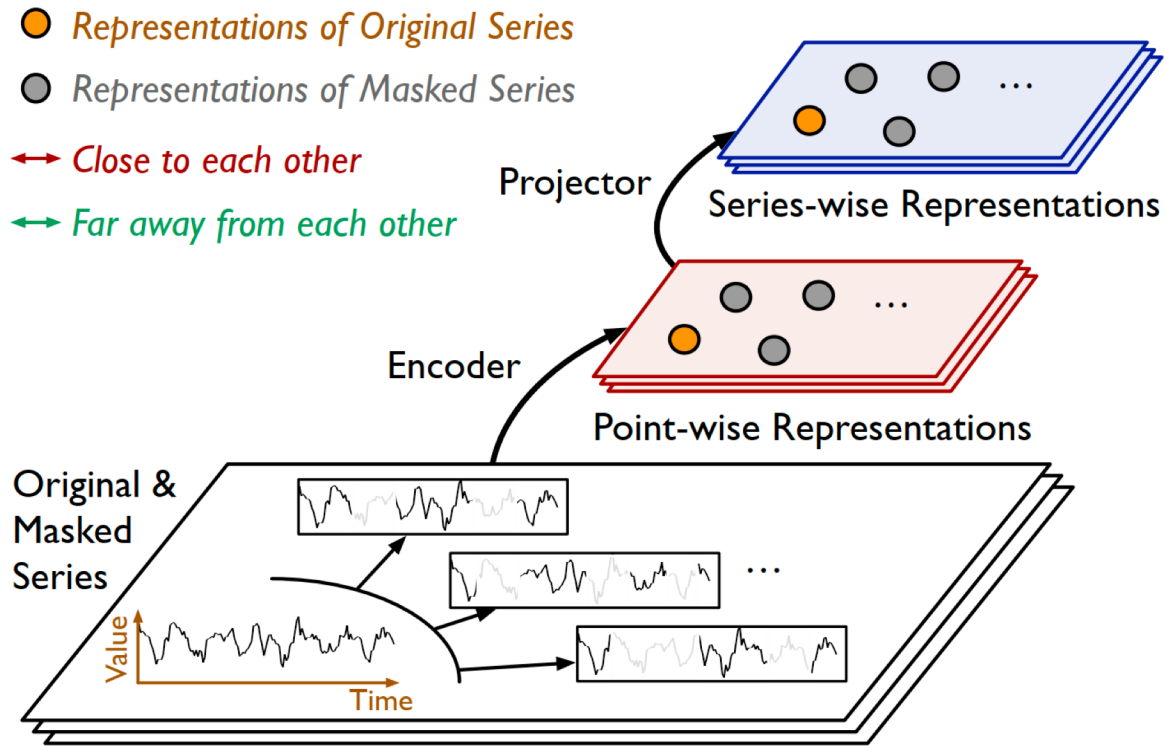 Representations of Original Series
Representations of Masked Series
Close to each other
Far away from each other
...
Projector
Series-wise Representations
...
Encoder
Point-wise Representations
Original &
Masked
Series
...
Value
Time